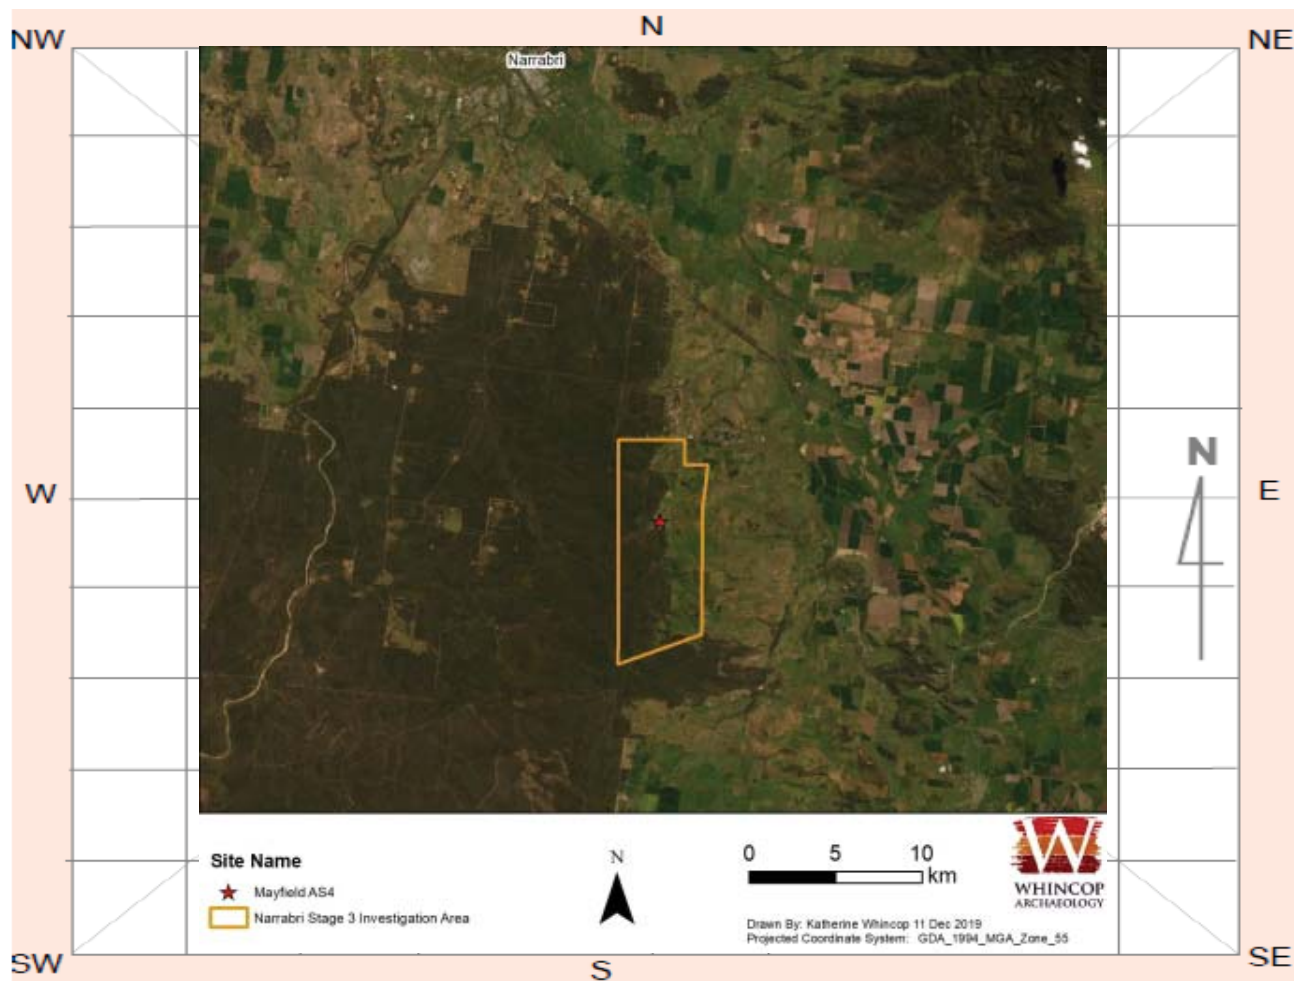 NW
N
NE
Narrabri
N
W
E
Site Name
Mayfield AS4
Narrabri Stage 3 Investigation Area
N
0 5 10
km
W
WHINCOP
ARCHAEOLOGY
Drawn By: Katherine Whincop 11 Dec 2019
Projected Coordinate System: GDA_1994_MGA_Zone_55
SW
S
SE